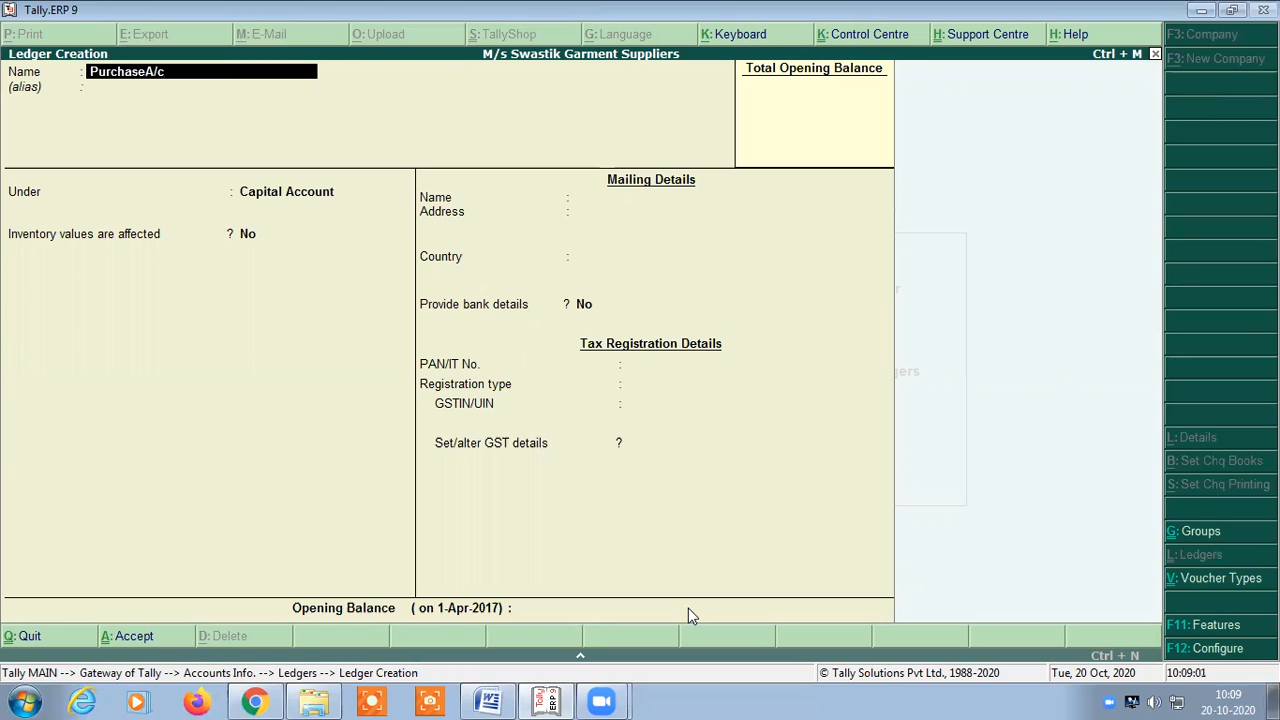 Tally.ERP 9
P: Print E: Export M: E-Mail O: Upload S: TallyShop G: Language K: Keyboard K: Control Centre H: Support Centre H: Help
F3: Company
Ledger Creation M/s Swastik Garment Suppliers Ctrl + M
F3: New Company
Name : PurchaseA/c
(alias) :
Total Opening Balance
Under : Capital Account
Inventory values are affected ? No
Mailing Details
Name :
Address :
Country :
Provide bank details ? No
Tax Registration Details
PAN/IT No. :
Registration type :
GSTIN/UIN :
Set/alter GST details ?
Opening Balance ( on 1-Apr-2017) :
L: Details
B: Set Chq Books
S: Set Chq Printing
G: Groups
L: Ledgers
V: Voucher Types
F11: Features
F12: Configure
Q: Quit A: Accept D: Delete
Ctrl + N
Tally MAIN --> Gateway of Tally --> Accounts Info. --> Ledgers --> Ledger Creation © Tally Solutions Pvt Ltd., 1988-2020 Tue, 20 Oct, 2020 10:09:01
10:09
20-10-2020